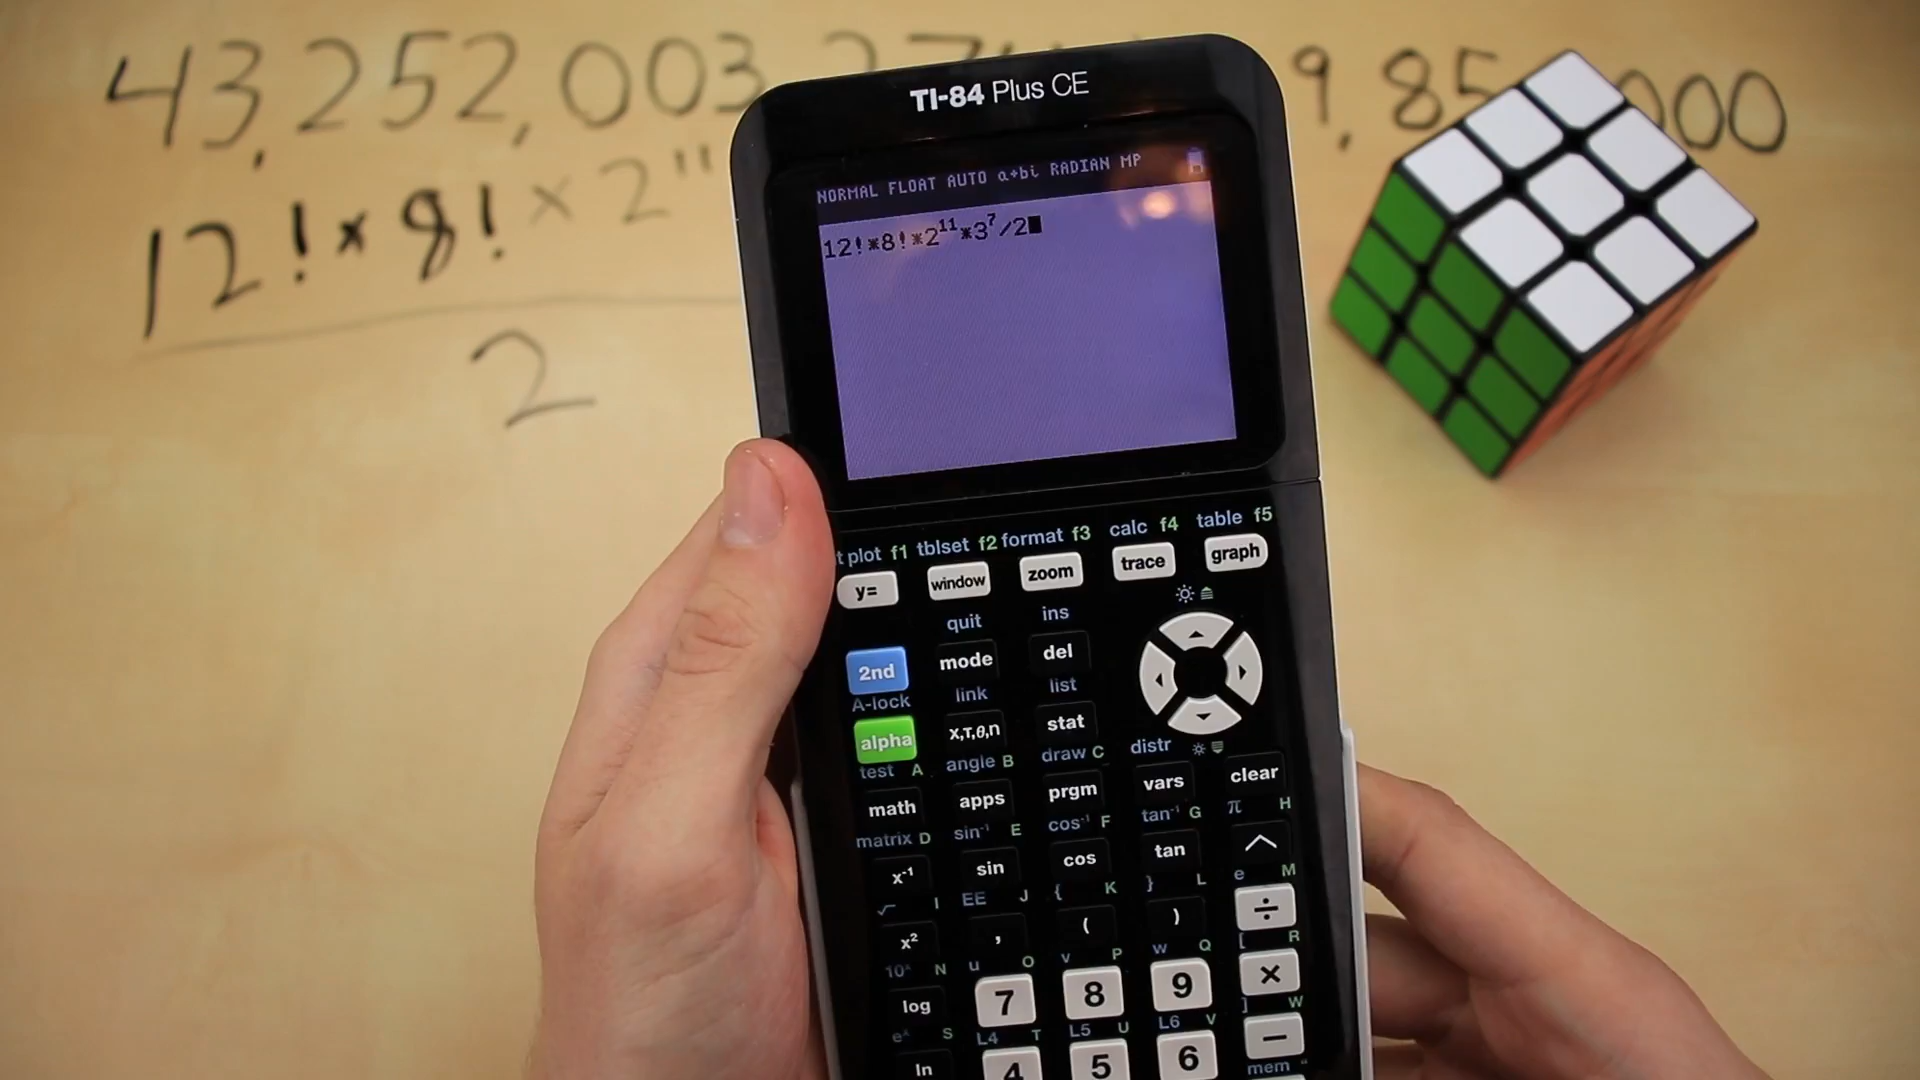 43,252,003,274 9,85 000
12! × 8! × 2¹¹
2
TI-84 Plus CE
NORMAL FLOAT AUTO a+bi RADIAN MP
12!*8!*2¹¹*3⁷/2
t plot f1 tblset f2 format f3 calc f4 table f5
y= window zoom trace graph
quit ins
2nd mode del
A-lock link list
alpha X,T,θ,n stat
test A angle B draw C distr
math apps prgm vars clear
matrix D sin⁻¹ E cos⁻¹ F tan⁻¹ G π H
x⁻¹ sin cos tan ^
√ I EE J { K } L e M
x² , ( ) ÷
10ˣ N u O v P w Q [ R
log 7 8 9 ×
eˣ S L4 T L5 U L6 V ] W
ln 4 5 6 −
mem "